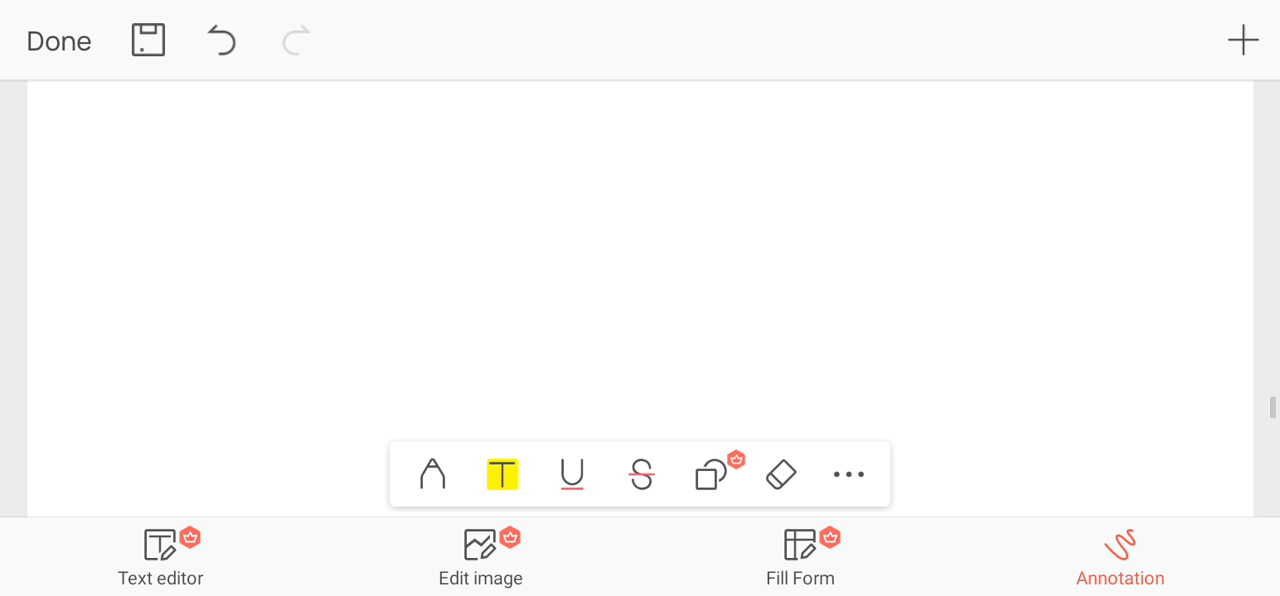 Done
T
U
S
Text editor
Edit image
Fill Form
Annotation